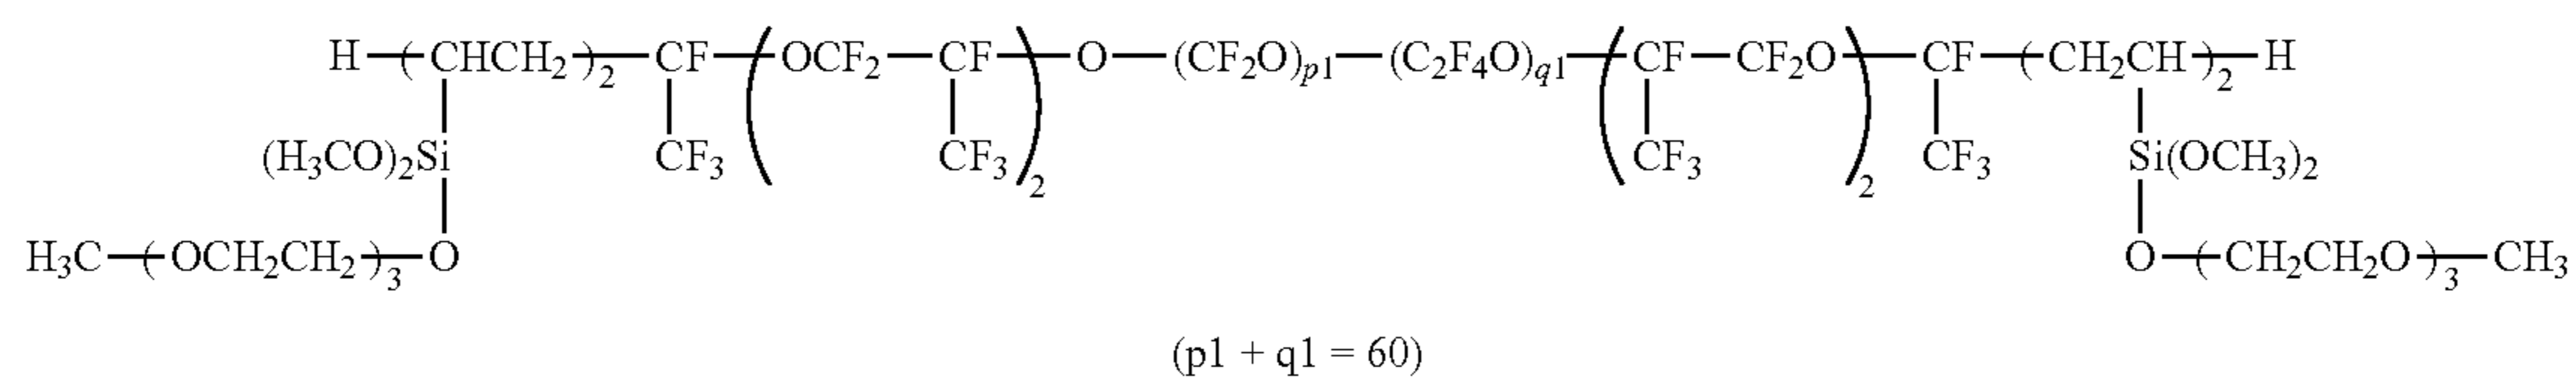 H—(CHCH₂)₂—CF—(OCF₂—CF)₂—O—(CF₂O)ₚ₁—(C₂F₄O)q₁—(CF—CF₂O)₂—CF—(CH₂CH)₂—H
(H₃CO)₂Si CF₃ CF₃ CF₃ CF₃ Si(OCH₃)₂
H₃C—(OCH₂CH₂)₃—O O—(CH₂CH₂O)₃—CH₃
(p1 + q1 = 60)